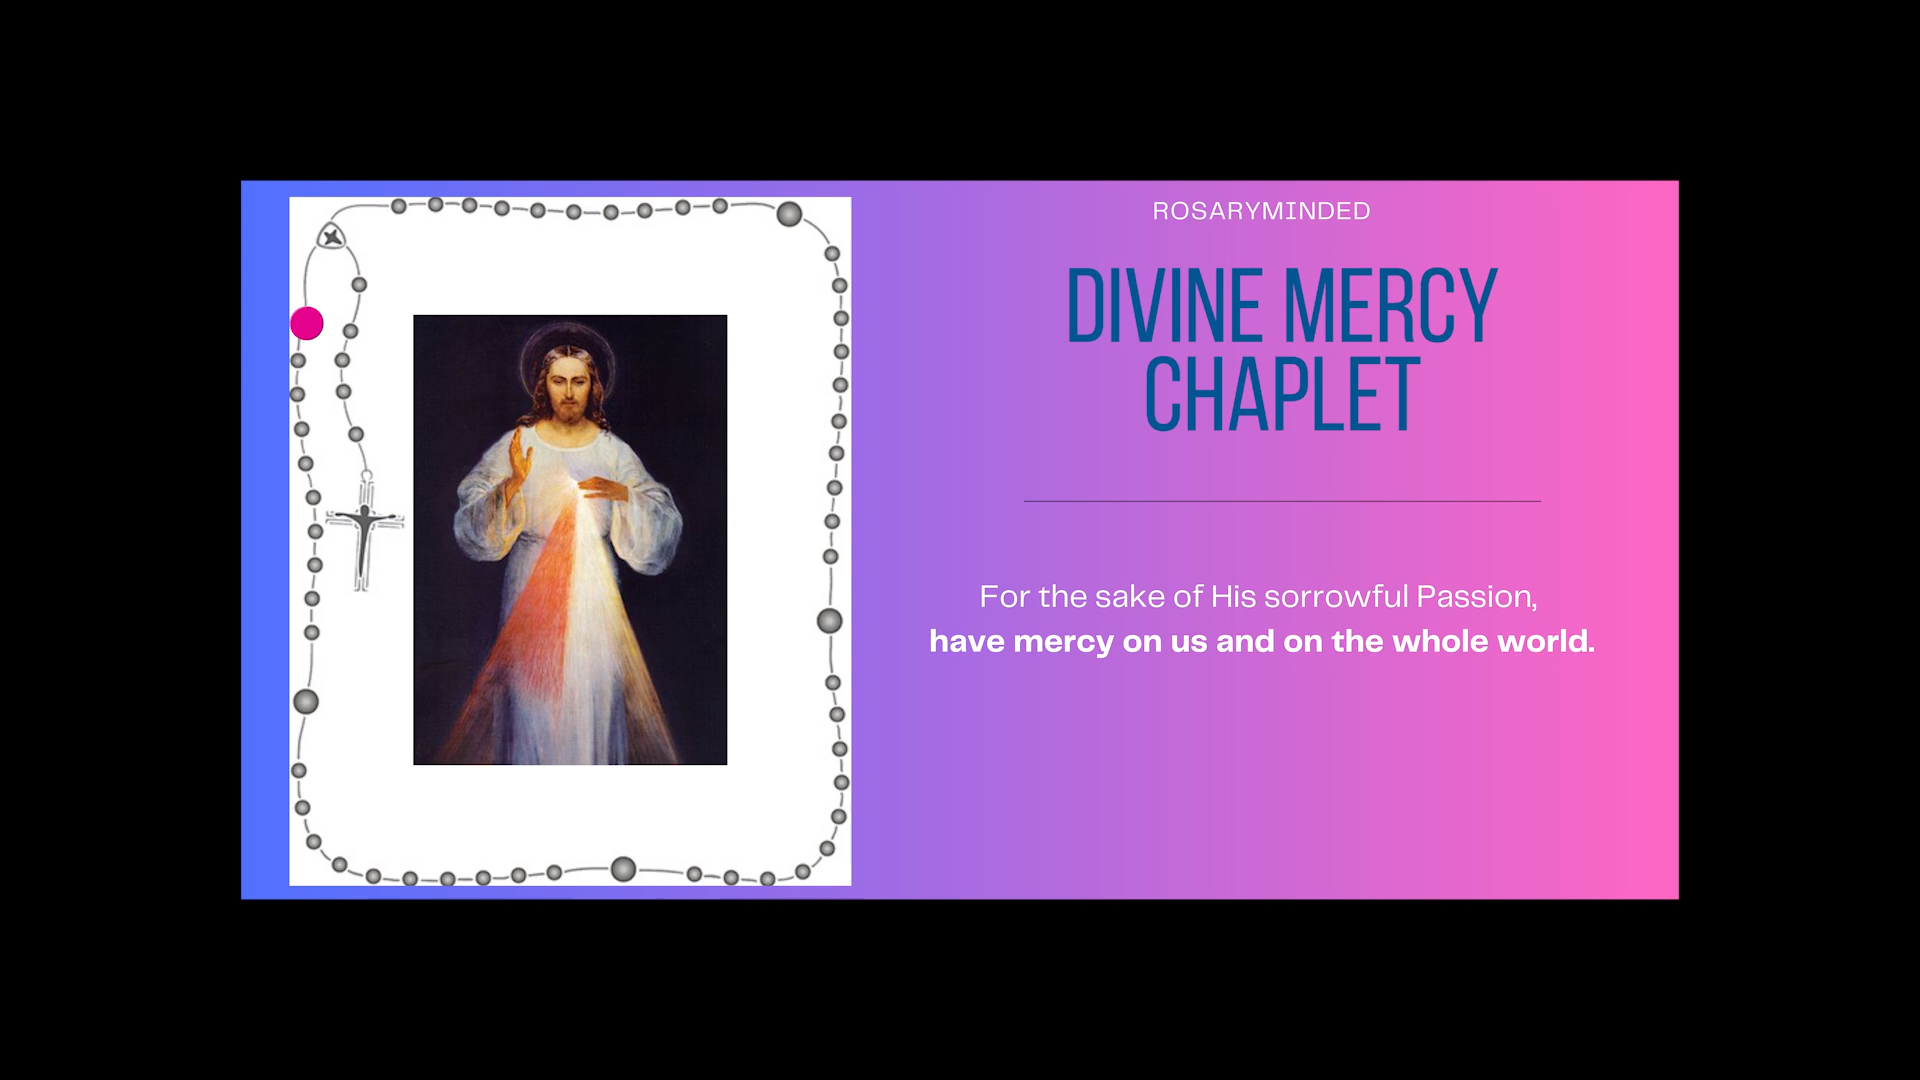 ROSARYMINDED
DIVINE MERCY
CHAPLET
For the sake of His sorrowful Passion,
have mercy on us and on the whole world.